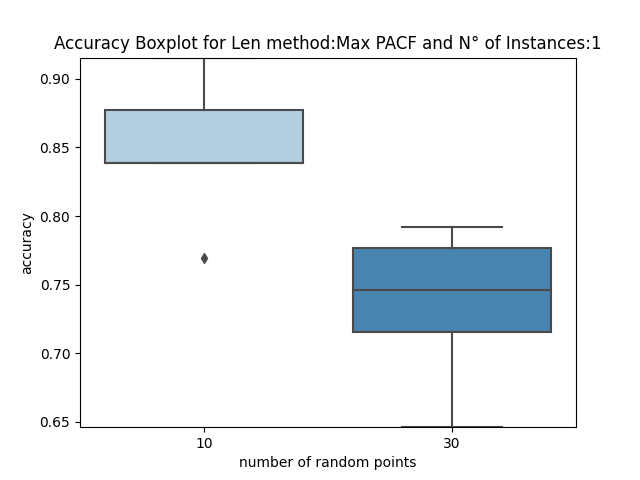 Accuracy Boxplot for Len method:Max PACF and N° of Instances:1
0.90
0.85
0.80
0.75
0.70
0.65
accuracy
10 30
number of random points